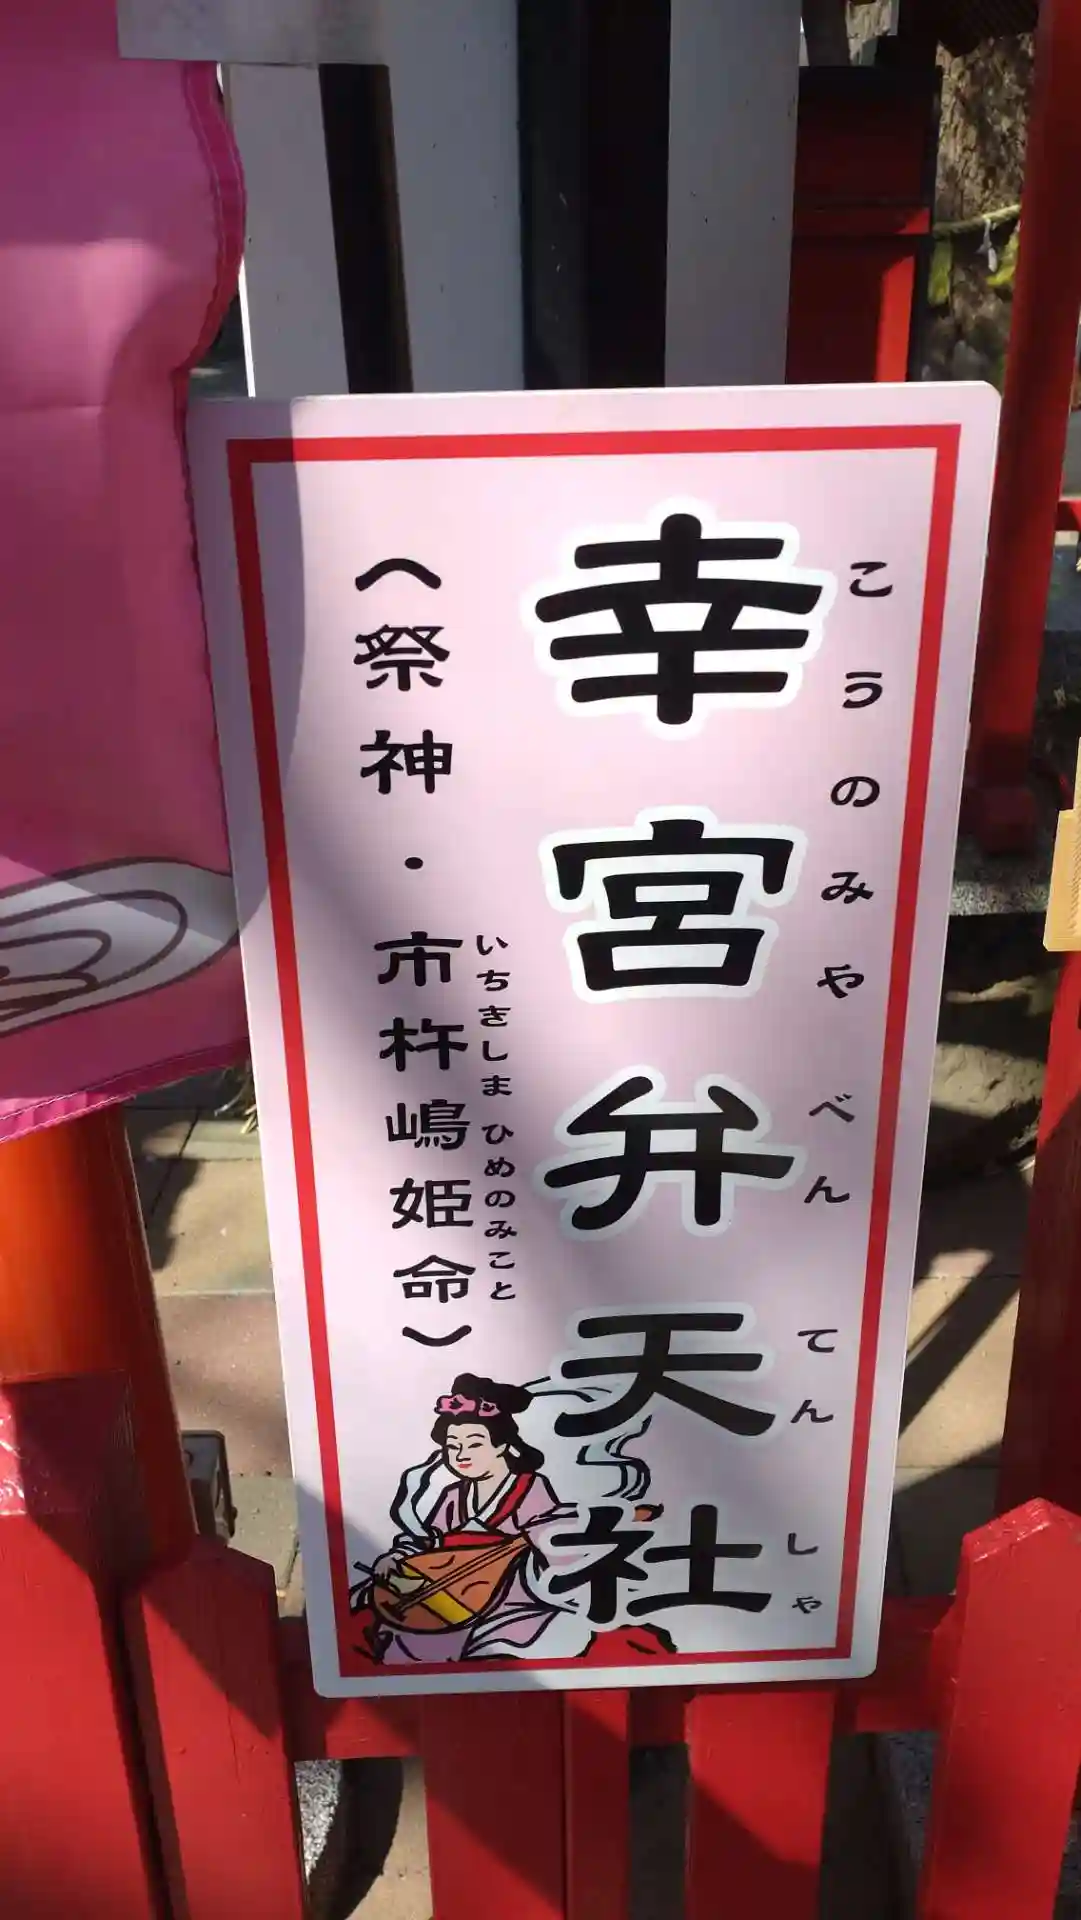 幸宮弁天社
こうのみや べん てん しゃ
(祭神・市杵嶋姫命)
いちきしまひめのみこと